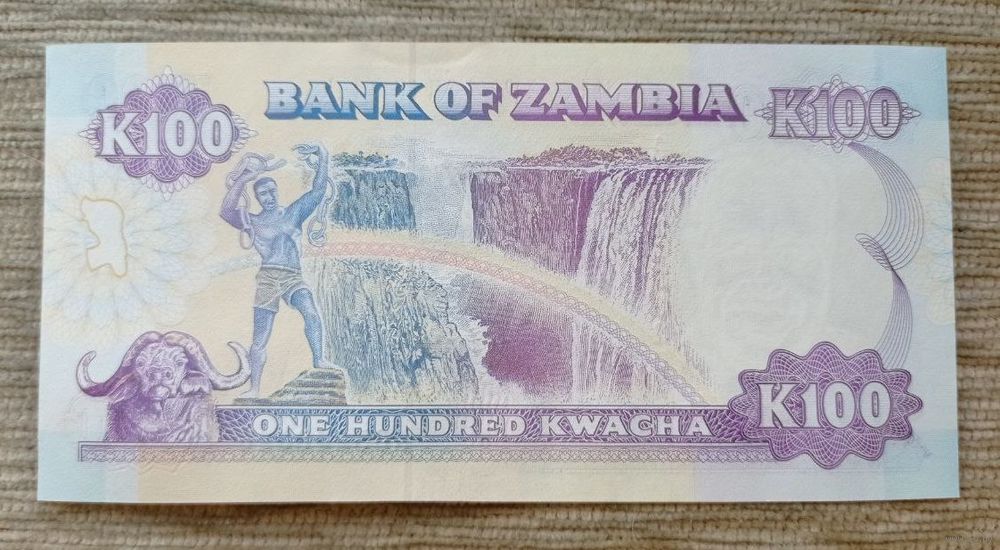 BANK OF ZAMBIA
K100
K100
ONE HUNDRED KWACHA
K100